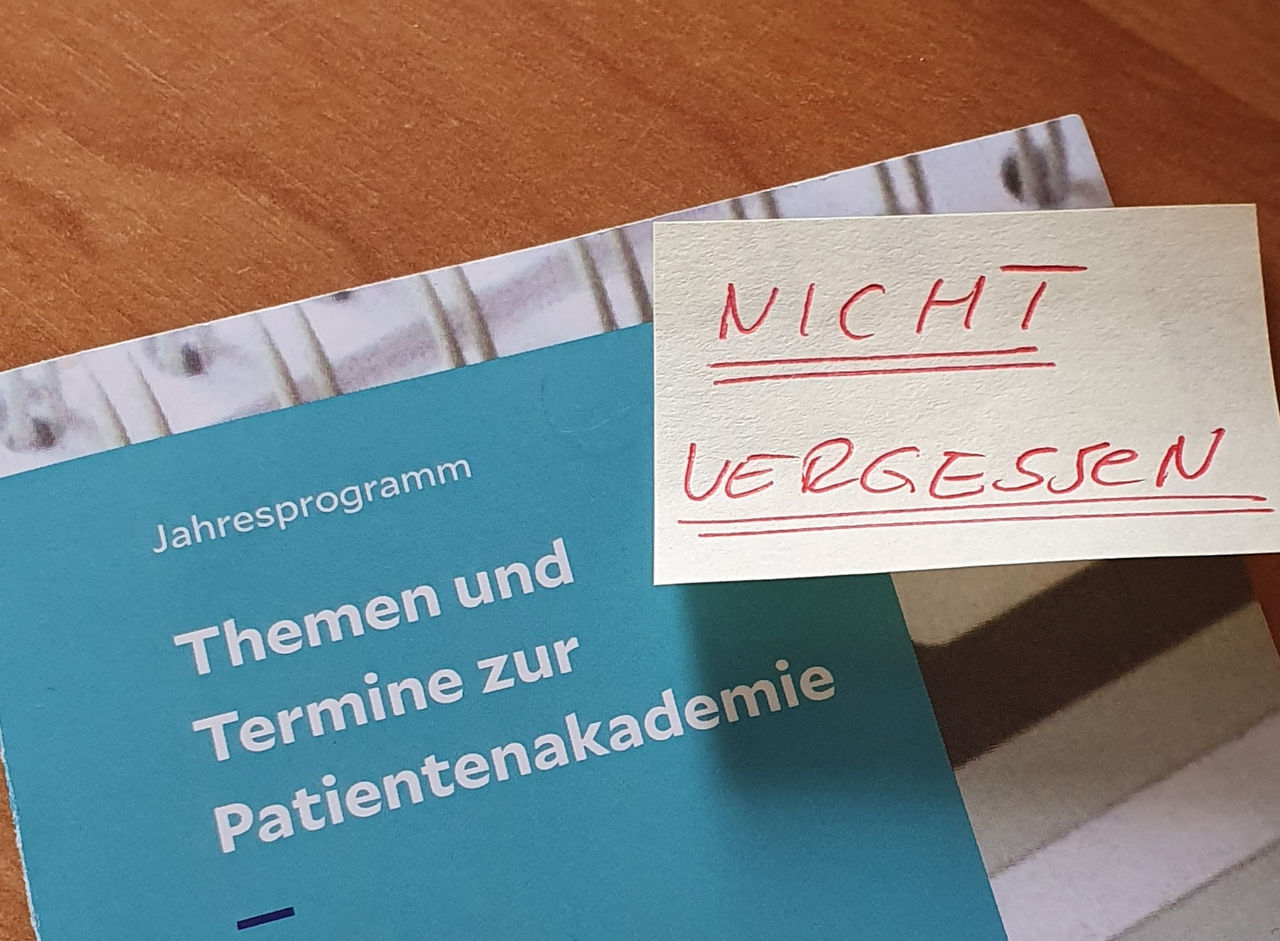 NICHT
VERGESSEN
Jahresprogramm
Themen und
Termine zur
Patientenakademie